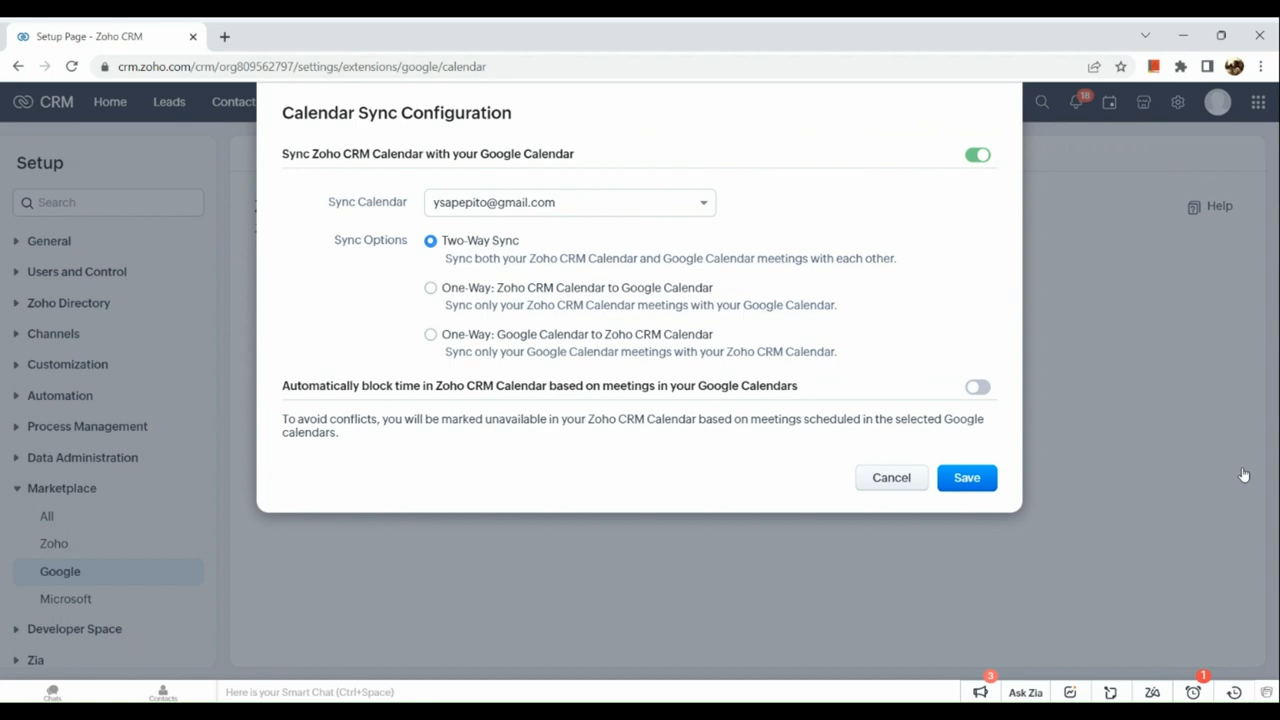 Setup Page - Zoho CRM
crm.zoho.com/crm/org809562797/settings/extensions/google/calendar
CRM
Home
Leads
Contact
18
Setup
Search
General
Users and Control
Zoho Directory
Channels
Customization
Automation
Process Management
Data Administration
Marketplace
All
Zoho
Google
Microsoft
Developer Space
Zia
Help
Calendar Sync Configuration
Sync Zoho CRM Calendar with your Google Calendar
Sync Calendar
ysapepito@gmail.com
Sync Options
Two-Way Sync
Sync both your Zoho CRM Calendar and Google Calendar meetings with each other.
One-Way: Zoho CRM Calendar to Google Calendar
Sync only your Zoho CRM Calendar meetings with your Google Calendar.
One-Way: Google Calendar to Zoho CRM Calendar
Sync only your Google Calendar meetings with your Zoho CRM Calendar.
Automatically block time in Zoho CRM Calendar based on meetings in your Google Calendars
To avoid conflicts, you will be marked unavailable in your Zoho CRM Calendar based on meetings scheduled in the selected Google
calendars.
Cancel
Save
Chats
Contacts
Here is your Smart Chat (Ctrl+Space)
3
Ask Zia
1